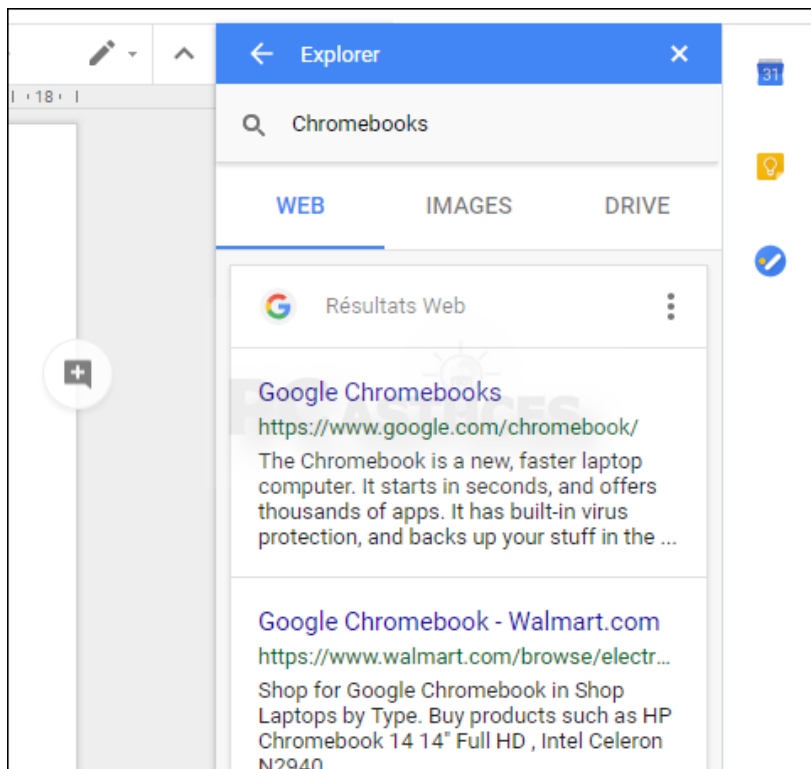 Explorer
18
31
Chromebooks
WEB IMAGES DRIVE
G Résultats Web
PC ASTUCES
Google Chromebooks
https://www.google.com/chromebook/
The Chromebook is a new, faster laptop
computer. It starts in seconds, and offers
thousands of apps. It has built-in virus
protection, and backs up your stuff in the ...
Google Chromebook - Walmart.com
https://www.walmart.com/browse/electr...
Shop for Google Chromebook in Shop
Laptops by Type. Buy products such as HP
Chromebook 14 14" Full HD , Intel Celeron
N2940